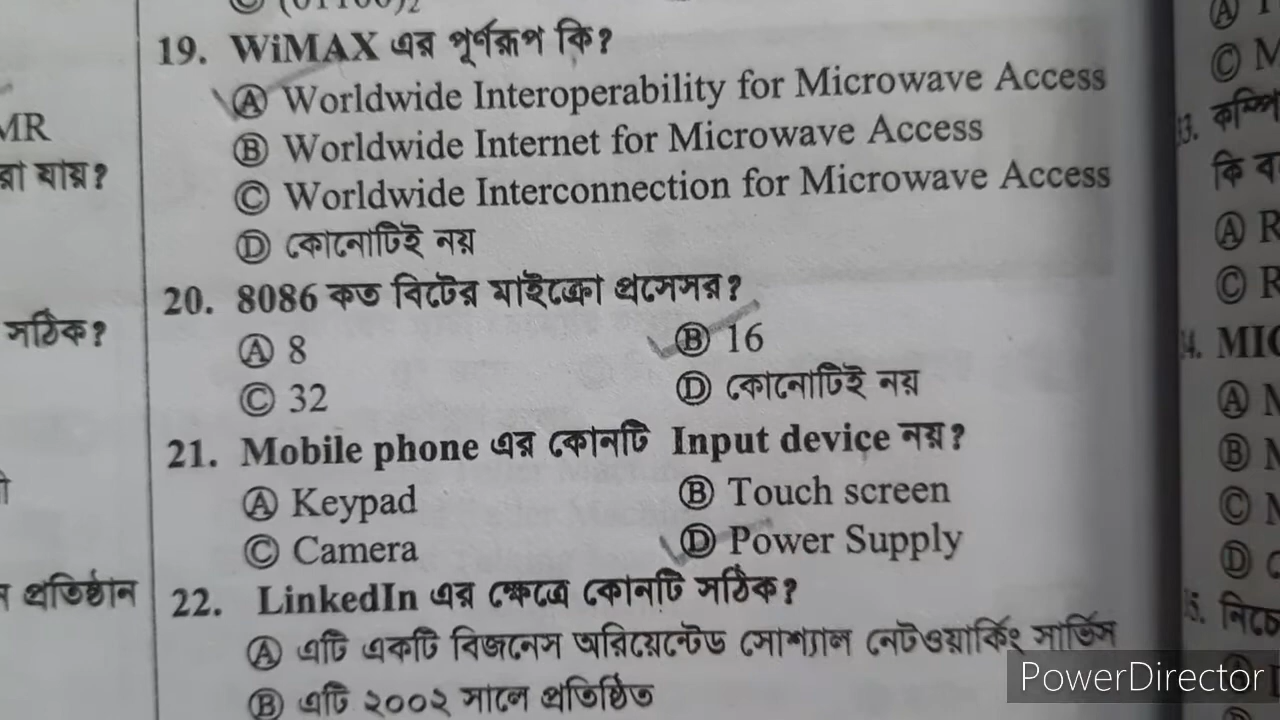 Ⓒ (01100)2
19. WiMAX এর পূর্ণরূপ কি?
Ⓐ Worldwide Interoperability for Microwave Access
Ⓑ Worldwide Internet for Microwave Access
Ⓒ Worldwide Interconnection for Microwave Access
Ⓓ কোনোটিই নয়
20. 8086 কত বিটের মাইক্রো প্রসেসর?
Ⓐ 8 Ⓑ 16
Ⓒ 32 Ⓓ কোনোটিই নয়
21. Mobile phone এর কোনটি Input device নয়?
Ⓐ Keypad Ⓑ Touch screen
Ⓒ Camera Ⓓ Power Supply
22. LinkedIn এর ক্ষেত্রে কোনটি সঠিক?
Ⓐ এটি একটি বিজনেস অরিয়েন্টেড সোশ্যাল নেটওয়ার্কিং সার্ভিস
Ⓑ এটি ২০০২ সালে প্রতিষ্ঠিত
MR
যায়?
সঠিক?
প্রতিষ্ঠান
Ⓐ
Ⓒ M
কি
Ⓐ R
Ⓒ R
MIC
Ⓐ
Ⓑ
Ⓒ
Ⓓ
PowerDirector